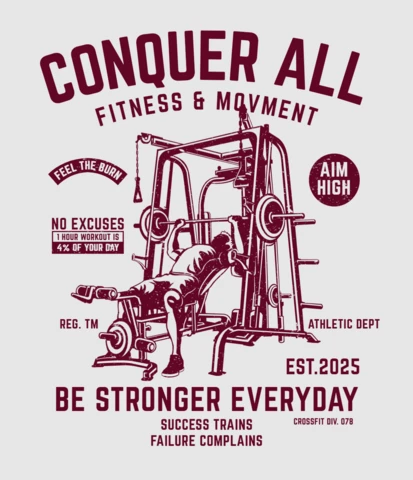 CONQUER ALL
FITNESS & MOVMENT
FEEL THE BURN
AIM
HIGH
NO EXCUSES
1 HOUR WORKOUT IS
4% OF YOUR DAY
REG. TM
ATHLETIC DEPT
EST.2025
BE STRONGER EVERYDAY
SUCCESS TRAINS
CROSSFIT DIV. 078
FAILURE COMPLAINS